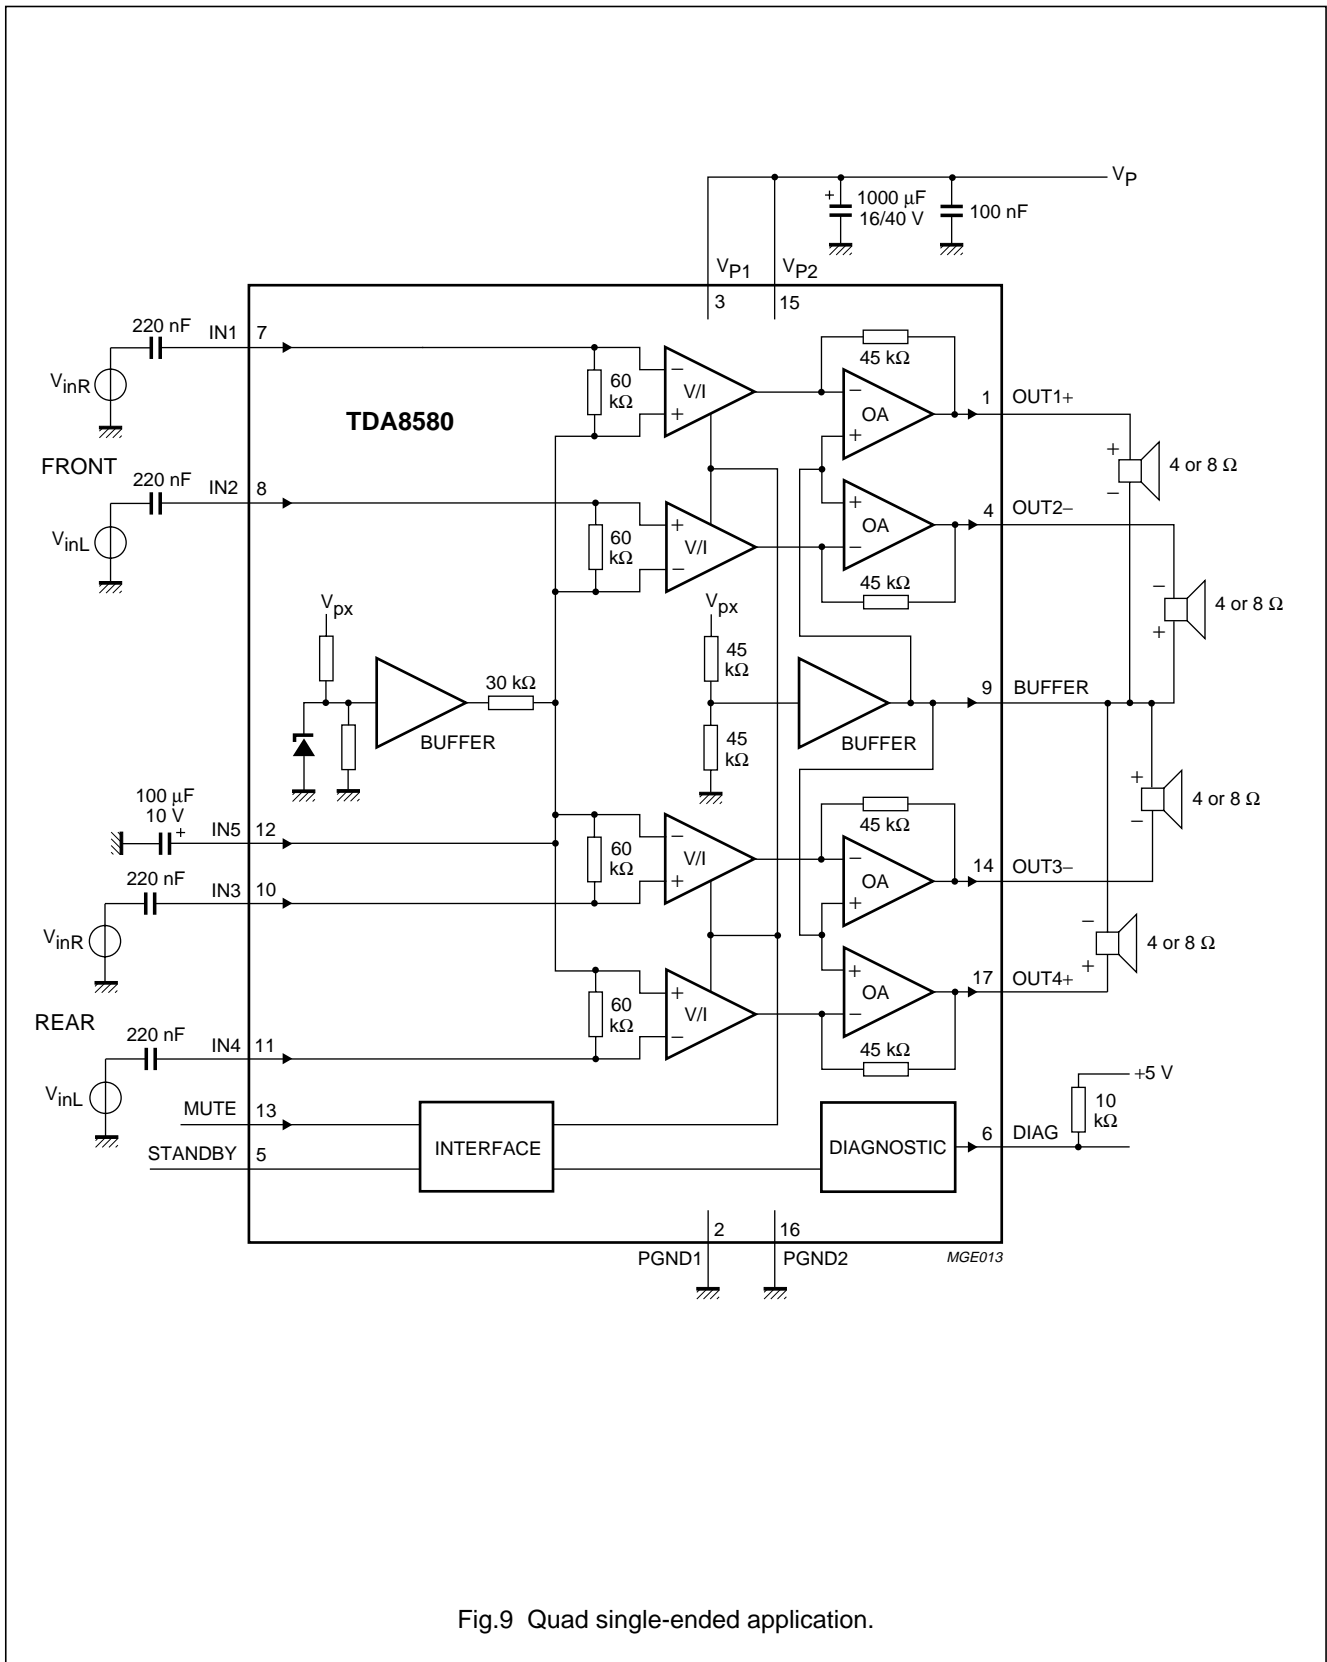 VP
+
1000 µF
16/40 V
100 nF
VP1
VP2
3
15
220 nF
IN1
7
VinR
60
kΩ
−
V/I
+
45 kΩ
−
OA
+
1
OUT1+
+
−
4 or 8 Ω
TDA8580
FRONT
220 nF
IN2
8
VinL
60
kΩ
+
V/I
−
+
OA
−
45 kΩ
4
OUT2−
−
+
4 or 8 Ω
Vpx
Vpx
30 kΩ
BUFFER
45
kΩ
45
kΩ
BUFFER
9
BUFFER
100 µF
10 V
+
IN5
12
220 nF
IN3
10
VinR
60
kΩ
−
V/I
+
45 kΩ
−
OA
+
14
OUT3−
+
−
4 or 8 Ω
REAR
220 nF
IN4
11
VinL
60
kΩ
+
V/I
−
+
OA
−
45 kΩ
17
OUT4+
−
+
4 or 8 Ω
MUTE
13
STANDBY
5
INTERFACE
DIAGNOSTIC
6
DIAG
+5 V
10
kΩ
2
16
PGND1
PGND2
MGE013
Fig.9 Quad single-ended application.